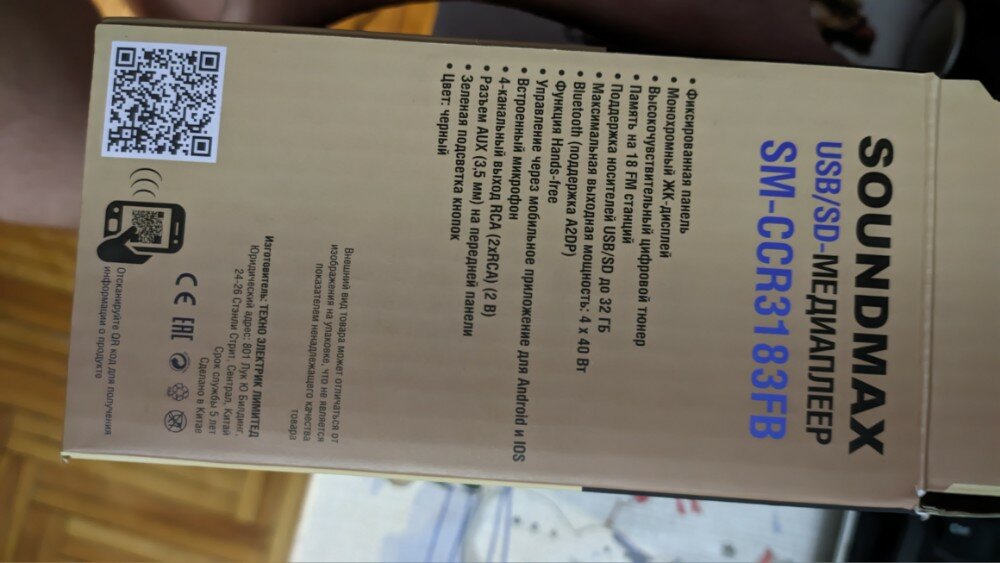 SOUNDMAX
USB/SD-МЕДИАПЛЕЕР
SM-CCR3183FB
• Фиксированная панель
• Монохромный ЖК-дисплей
• Высокочувствительный цифровой тюнер
• Память на 18 FM станций
• Поддержка носителей USB/SD до 32 ГБ
• Максимальная выходная мощность: 4 x 40 Вт
• Bluetooth (поддержка A2DP)
• Функция Hands-free
• Управление через мобильное приложение для Android и IOS
• Встроенный микрофон
• 4-канальный выход RCA (2xRCA) (2 В)
• Разъем AUX (3,5 мм) на передней панели
• Зеленая подсветка кнопок
• Цвет: черный
Внешний вид товара может отличаться от
изображения на упаковке, что не является
показателем ненадлежащего качества
товара
Изготовитель: ТЕХНО ЭЛЕКТРИК ЛИМИТЕД
Юридический адрес: 801 Лук Ю Билдинг,
24-26 Стэнли Стрит, Сентрал, Китай
Срок службы 5 лет
Сделано в Китае
CE EAC
Отсканируйте QR код для получения
информации о продукте